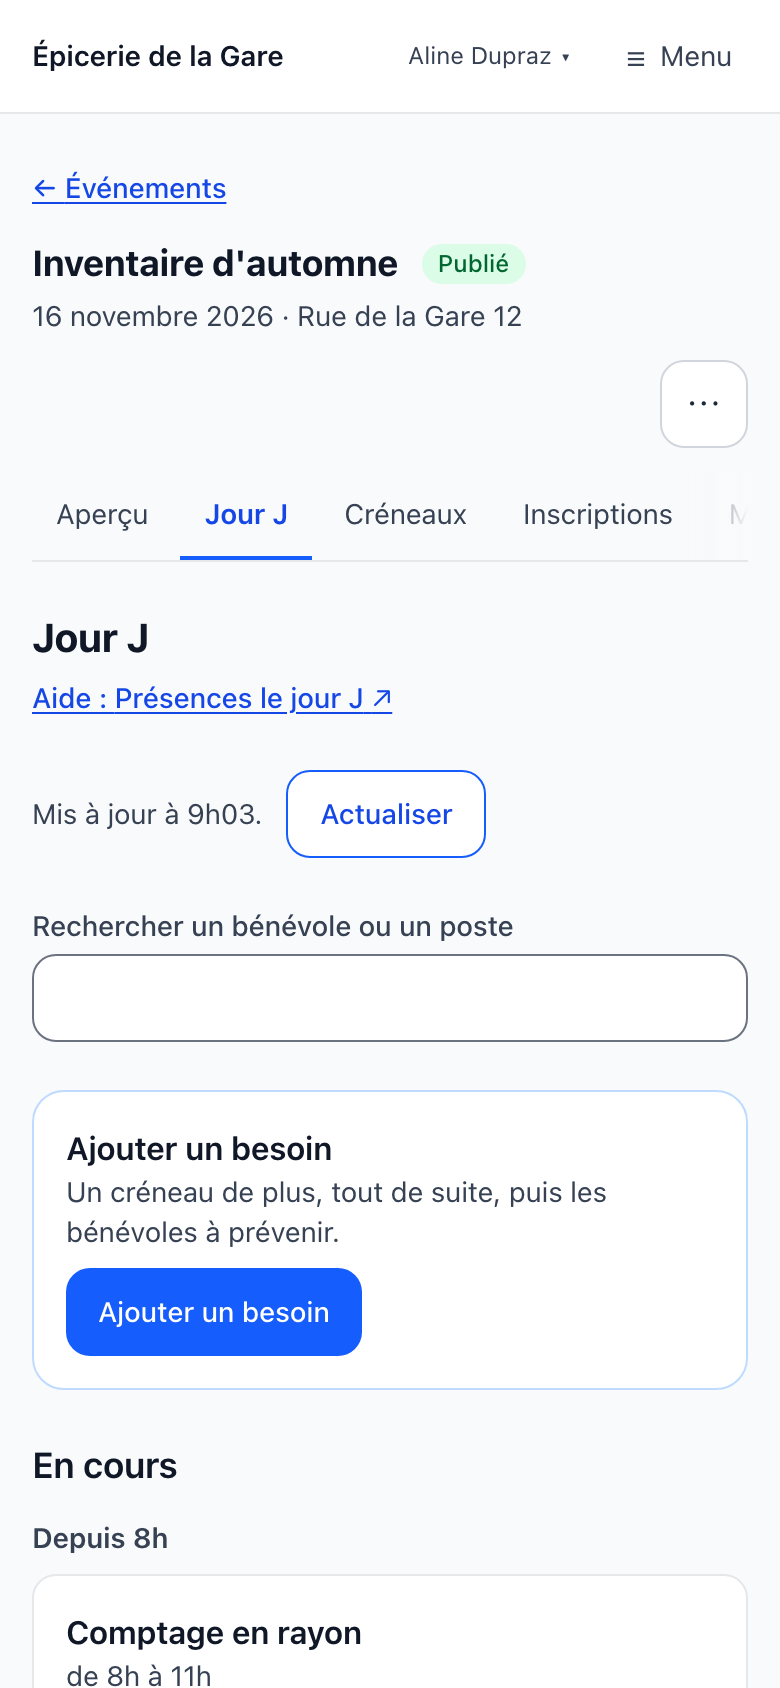 Épicerie de la Gare
Aline Dupraz ▾
≡ Menu
← Événements
Inventaire d'automne
Publié
16 novembre 2026 · Rue de la Gare 12
...
Aperçu
Jour J
Créneaux
Inscriptions
Jour J
Aide : Présences le jour J ↗
Mis à jour à 9h03.
Actualiser
Rechercher un bénévole ou un poste
Ajouter un besoin
Un créneau de plus, tout de suite, puis les
bénévoles à prévenir.
Ajouter un besoin
En cours
Depuis 8h
Comptage en rayon
de 8h à 11h